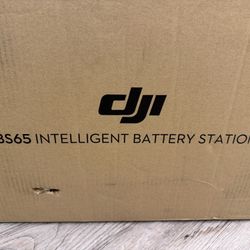 dji
BS65 INTELLIGENT BATTERY STATION